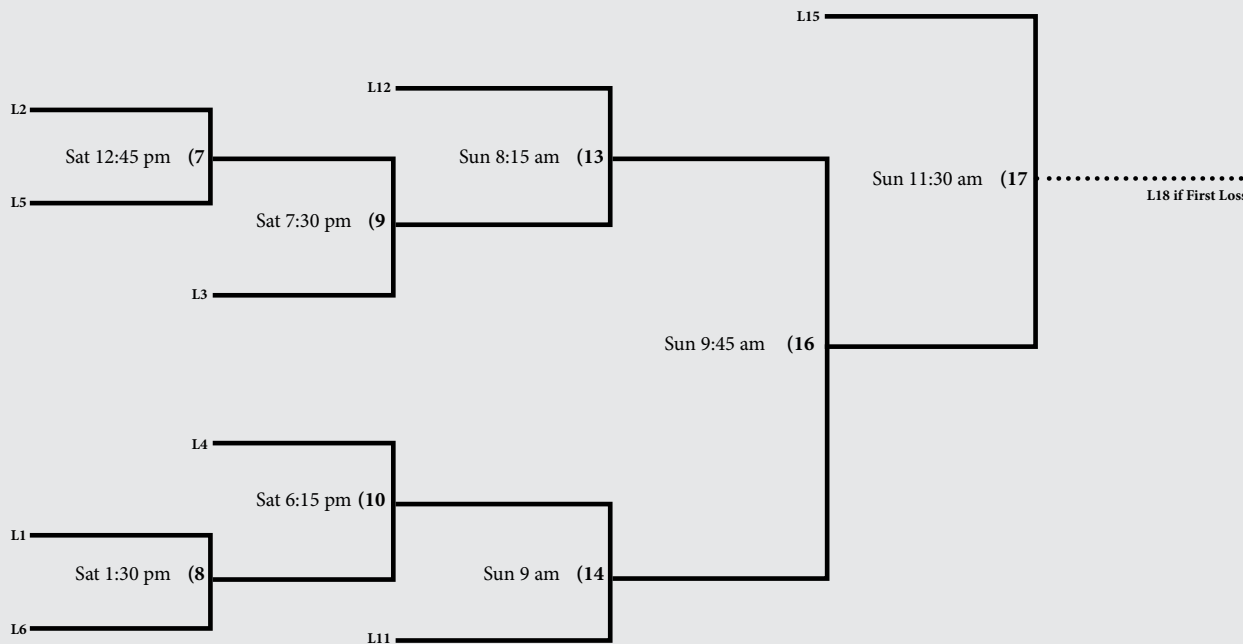 L15
L12
L2
Sat 12:45 pm (7
Sun 8:15 am (13
Sun 11:30 am (17
L18 if First Loss
L5
Sat 7:30 pm (9
L3
Sun 9:45 am (16
L4
Sat 6:15 pm (10
L1
Sat 1:30 pm (8
Sun 9 am (14
L6
L11